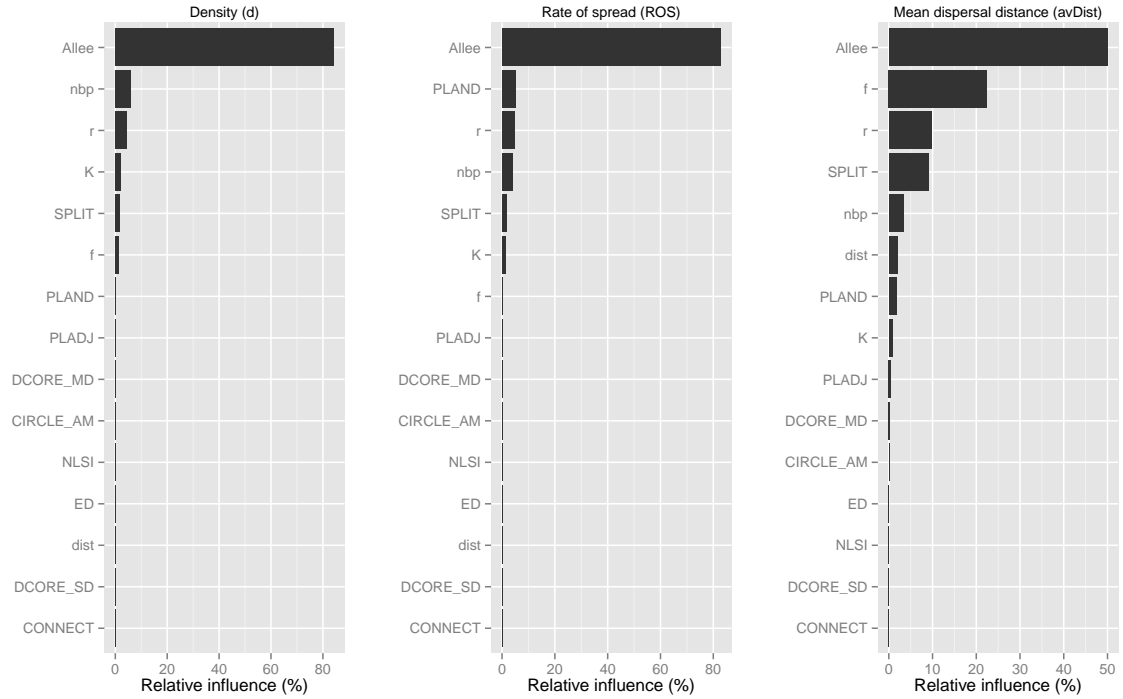 Density (d)
Allee
nbp
r
K
SPLIT
f
PLAND
PLADJ
DCORE_MD
CIRCLE_AM
NLSI
ED
dist
DCORE_SD
CONNECT
0 20 40 60 80
Relative influence (%)
Rate of spread (ROS)
Allee
PLAND
r
nbp
SPLIT
K
f
PLADJ
DCORE_MD
CIRCLE_AM
NLSI
ED
dist
DCORE_SD
CONNECT
0 20 40 60 80
Relative influence (%)
Mean dispersal distance (avDist)
Allee
f
r
SPLIT
nbp
dist
PLAND
K
PLADJ
DCORE_MD
CIRCLE_AM
ED
NLSI
DCORE_SD
CONNECT
0 10 20 30 40 50
Relative influence (%)